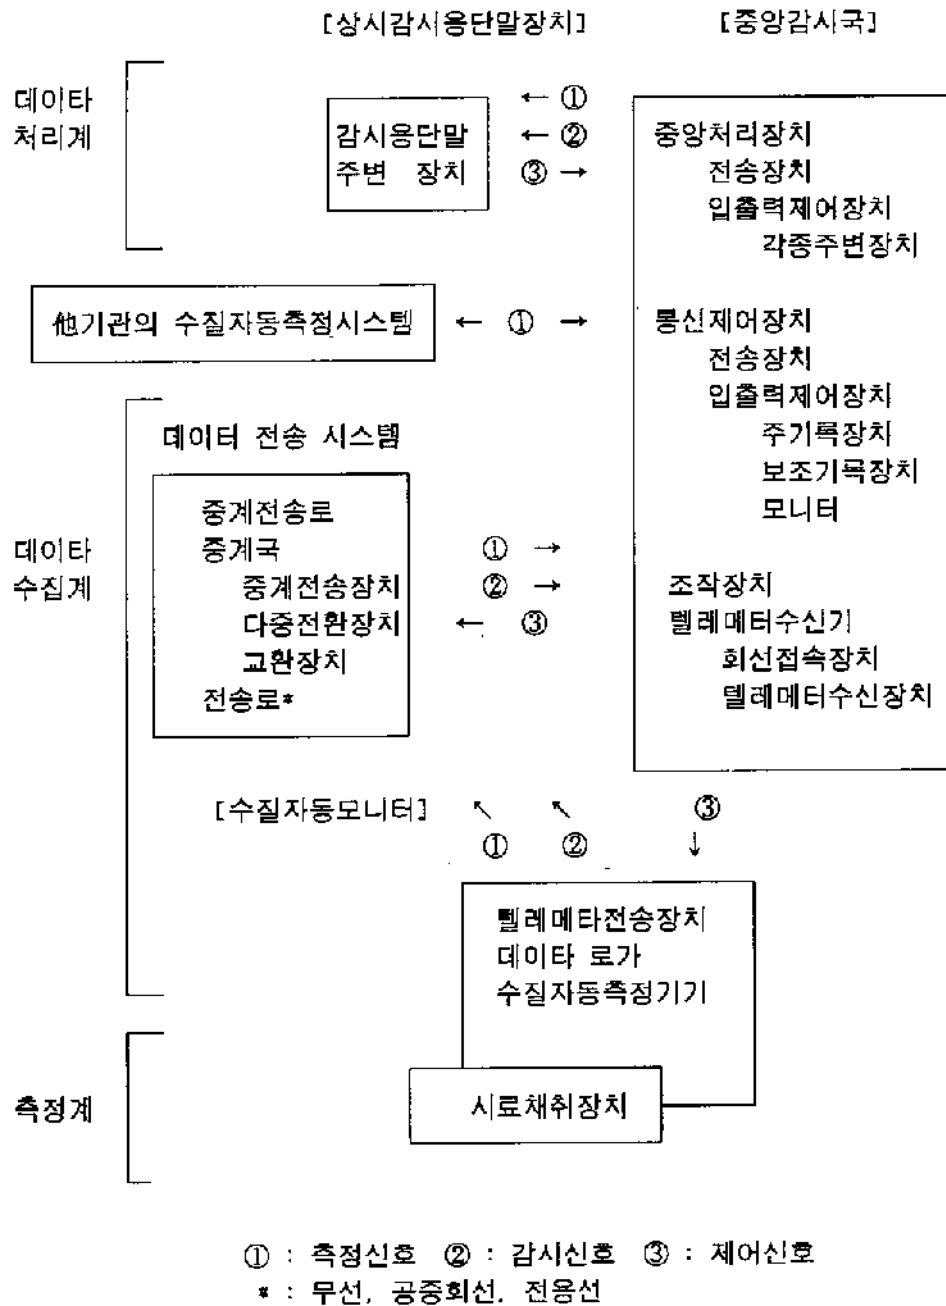 [상시감시용단말장치] [중앙감시국]
데이타
처리계
← ①
감시용단말 ← ②
주변 장치 ③ →
중앙처리장치
전송장치
입출력제어장치
각종주변장치
他기관의 수질자동측정시스템 ← ① →
통신제어장치
전송장치
입출력제어장치
주기록장치
보조기록장치
모니터
데이타
수집계
데이터 전송 시스템
중계전송로
중계국
중계전송장치
다중전환장치
교환장치
전송로*
① →
② →
← ③
조작장치
텔레메터수신기
회선접속장치
텔레메터수신장치
[수질자동모니터] ↖ ↖ ③
① ② ↓
텔레메타전송장치
데이타 로가
수질자동측정기기
측정계
시료채취장치
① : 측정신호 ② : 감시신호 ③ : 제어신호
* : 무선, 공중회선, 전용선